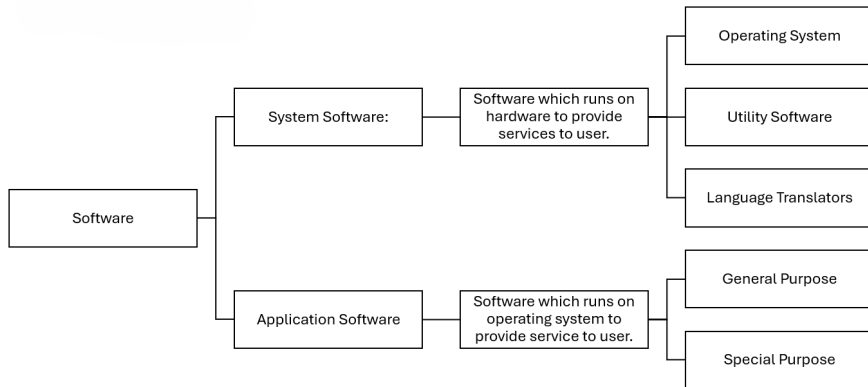 Software
System Software:
Software which runs on
hardware to provide
services to user.
Operating System
Utility Software
Language Translators
Application Software
Software which runs on
operating system to
provide service to user.
General Purpose
Special Purpose